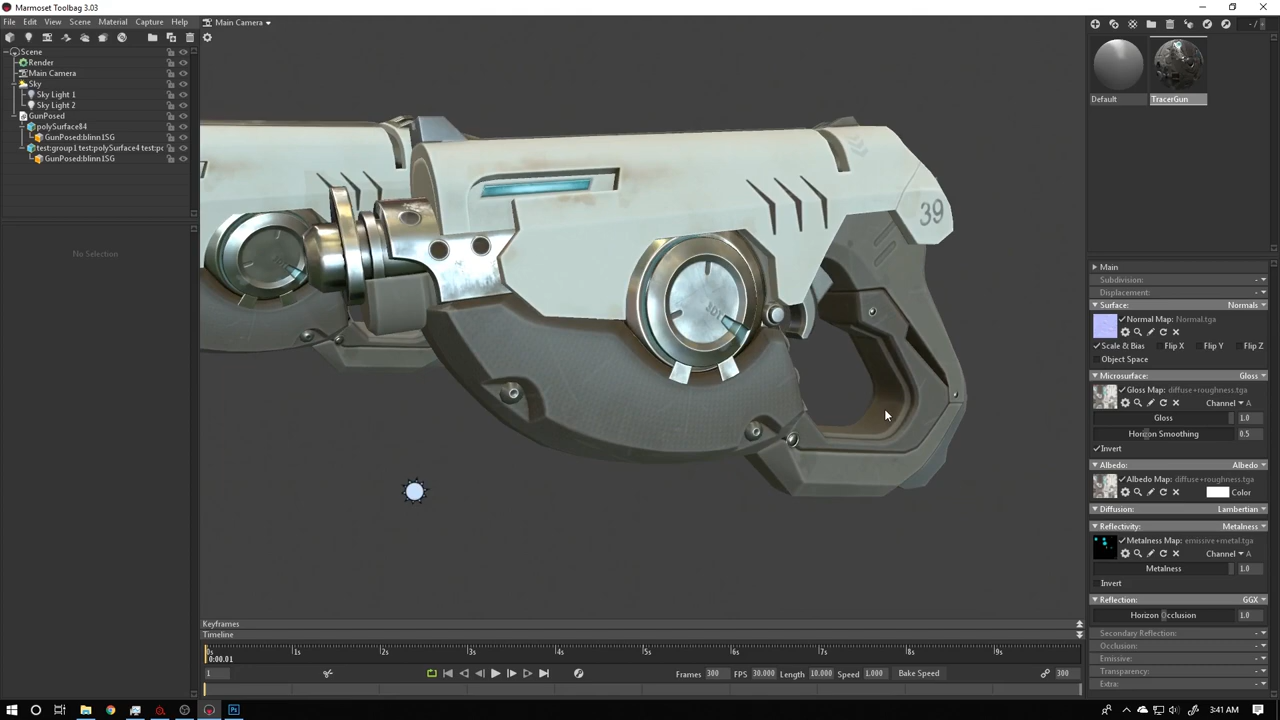 Marmoset Toolbag 3.03
File Edit View Scene Material Capture Help
Main Camera
Scene
Render
Main Camera
Sky
Sky Light 1
Sky Light 2
GunPosed
polySurface84
GunPosed:blinn1SG
test:group1 test:polySurface4 test:pc
GunPosed:blinn1SG
No Selection
39
Default TracerGun
Main
Subdivision: -
Displacement: -
Surface: Normals
Normal Map: Normal.tga
Scale & Bias Flip X Flip Y Flip Z
Object Space
Microsurface: Gloss
Gloss Map: diffuse+roughness.tga
Channel A
Gloss 1.0
Horizon Smoothing 0.5
Invert
Albedo: Albedo
Albedo Map: diffuse+roughness.tga
Color
Diffusion: Lambertian
Reflectivity: Metalness
Metalness Map: emissive+metal.tga
Channel A
Metalness 1.0
Invert
Reflection: GGX
Horizon Occlusion 1.0
Secondary Reflection: -
Occlusion: -
Emissive: -
Transparency: -
Extra: -
Keyframes
Timeline
0s 1s 2s 3s 4s 5s 6s 7s 8s 9s
0:00.01
1 Frames 300 FPS 30.000 Length 10.000 Speed 1.000 Bake Speed 300
3:41 AM